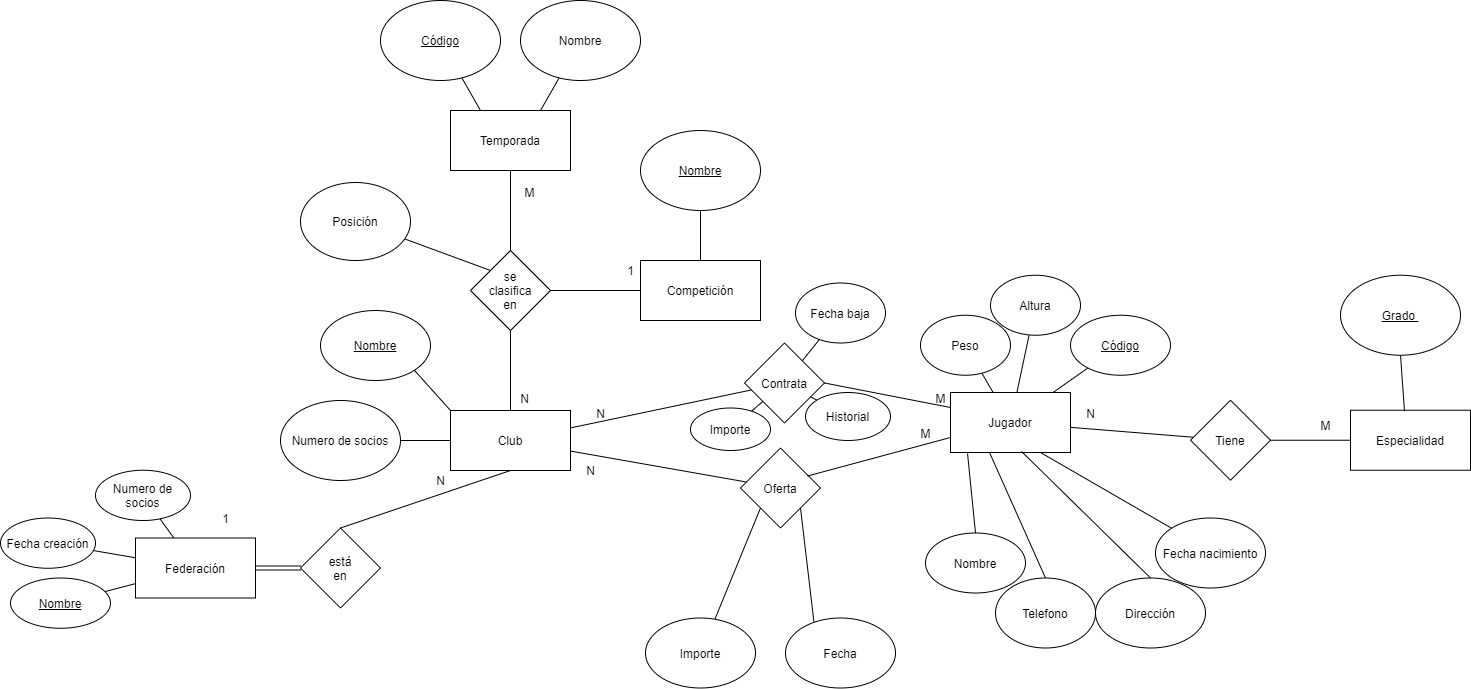 Código
Nombre
Temporada
M
Nombre
Posición
se
clasifica
en
1
Competición
Nombre
Numero de socios
N
Club
N
N
N
Fecha baja
Contrata
Importe
Historial
M
M
Oferta
Importe
Fecha
Peso
Altura
Código
Jugador
N
Tiene
M
Grado
Especialidad
Nombre
Telefono
Dirección
Fecha nacimiento
Numero de
socios
1
Fecha creación
Federación
Nombre
está
en